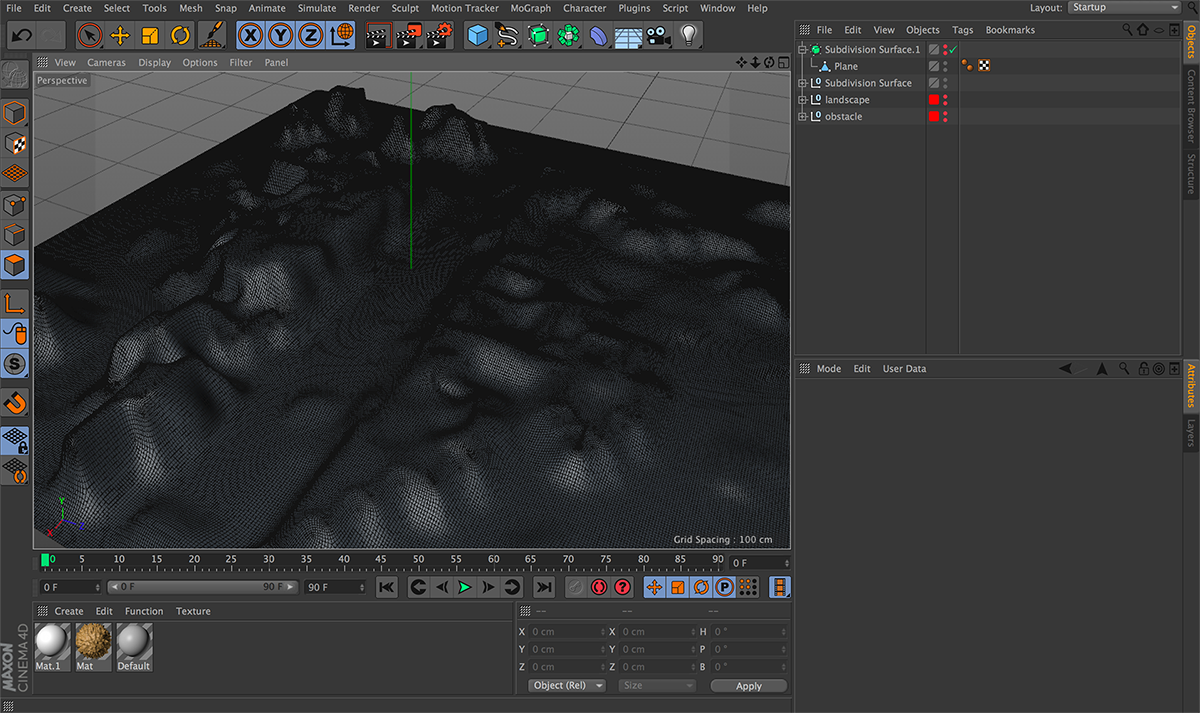 File Edit Create Select Tools Mesh Snap Animate Simulate Render Sculpt Motion Tracker MoGraph Character Plugins Script Window Help Layout: Startup
X Y Z
File Edit View Objects Tags Bookmarks
Subdivision Surface.1
Plane
Subdivision Surface
landscape
obstacle
Objects
Content Browser
Structure
View Cameras Display Options Filter Panel
Perspective
S
Y
X
Z
Grid Spacing : 100 cm
Mode Edit User Data
Attributes
Layers
0 5 10 15 20 25 30 35 40 45 50 55 60 65 70 75 80 85 90 0 F
0 F 0 F 90 F 90 F ? P
Create Edit Function Texture
Mat.1 Mat Default
-- -- --
X 0 cm X 0 cm H 0 °
Y 0 cm Y 0 cm P 0 °
Z 0 cm Z 0 cm B 0 °
Object (Rel) Size Apply
MAXON
CINEMA 4D